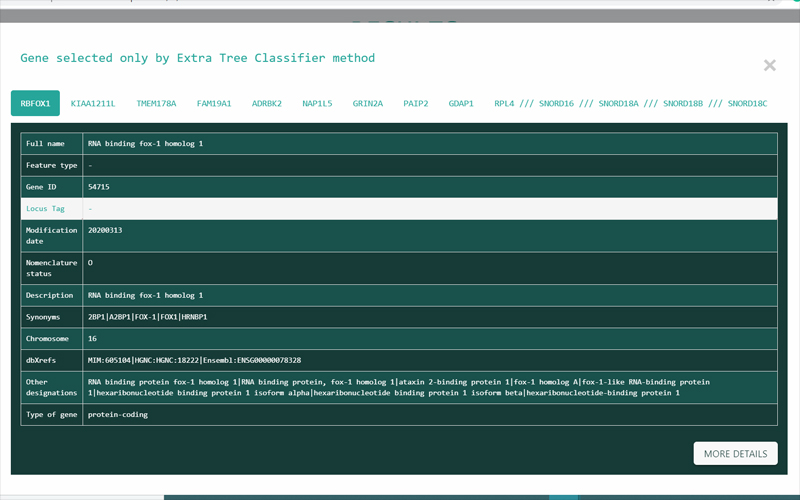 Gene selected only by Extra Tree Classifier method
×
RBFOX1 KIAA1211L TMEM178A FAM19A1 ADRBK2 NAP1L5 GRIN2A PAIP2 GDAP1 RPL4 /// SNORD16 /// SNORD18A /// SNORD18B /// SNORD18C
Full name RNA binding fox-1 homolog 1
Feature type -
Gene ID 54715
Locus Tag -
Modification date 20200313
Nomenclature status O
Description RNA binding fox-1 homolog 1
Synonyms 2BP1|A2BP1|FOX-1|FOX1|HRNBP1
Chromosome 16
dbXrefs MIM:605104|HGNC:HGNC:18222|Ensembl:ENSG00000078328
Other designations RNA binding protein fox-1 homolog 1|RNA binding protein, fox-1 homolog 1|ataxin 2-binding protein 1|fox-1 homolog A|fox-1-like RNA-binding protein
1|hexaribonucleotide binding protein 1 isoform alpha|hexaribonucleotide binding protein 1 isoform beta|hexaribonucleotide-binding protein 1
Type of gene protein-coding
MORE DETAILS